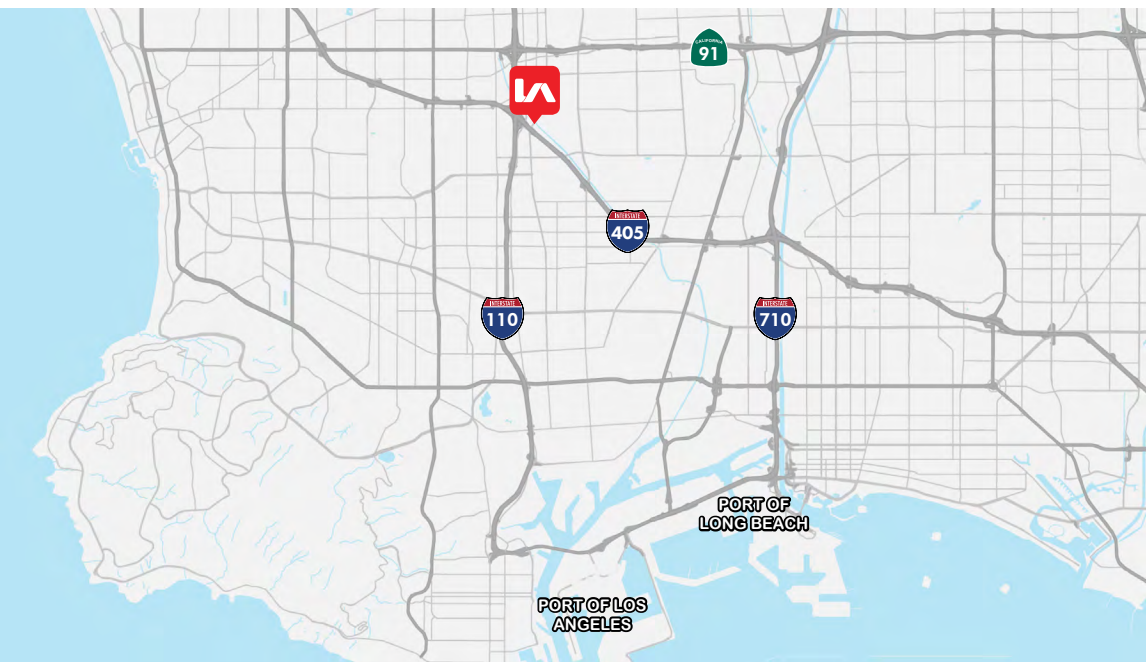 CALIFORNIA
91
LA
INTERSTATE
405
INTERSTATE
110
INTERSTATE
710
PORT OF
LONG BEACH
PORT OF LOS
ANGELES